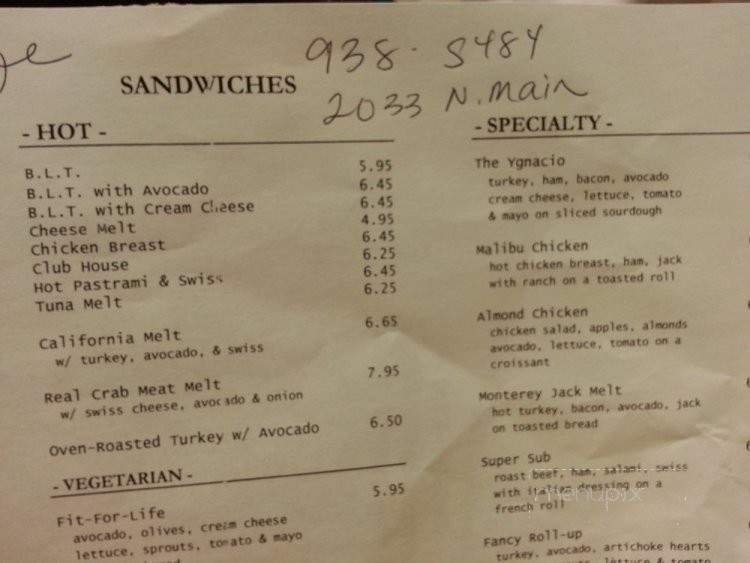 938-5484
SANDWICHES
2033 N. Main
- HOT -
B.L.T. 5.95
B.L.T. with Avocado 6.45
B.L.T. with Cream Cheese 6.45
Cheese Melt 4.95
Chicken Breast 6.45
Club House 6.25
Hot Pastrami & Swiss 6.45
Tuna Melt 6.25
California Melt 6.65
w/ turkey, avocado, & swiss
Real Crab Meat Melt 7.95
w/ swiss cheese, avocado & onion
Oven-Roasted Turkey w/ Avocado 6.50
- VEGETARIAN -
Fit-For-Life 5.95
avocado, olives, cream cheese
lettuce, sprouts, tomato & mayo
- SPECIALTY -
The Ygnacio
turkey, ham, bacon, avocado
cream cheese, lettuce, tomato
& mayo on sliced sourdough
Malibu Chicken
hot chicken breast, ham, jack
with ranch on a toasted roll
Almond Chicken
chicken salad, apples, almonds
avocado, lettuce, tomato on a
croissant
Monterey Jack Melt
hot turkey, bacon, avocado, jack
on toasted bread
Super Sub
roast beef, ham, salami, swiss
with italian dressing on a
french roll
Fancy Roll-up
turkey, avocado, artichoke hearts
lettuce & tomato
menupix